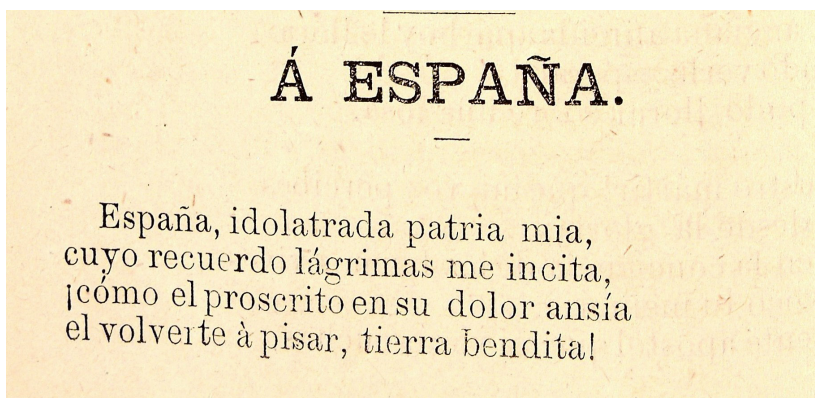 Á ESPAÑA.
España, idolatrada patria mia,
cuyo recuerdo lágrimas me incita,
¡cómo el proscrito en su dolor ansía
el volverte à pisar, tierra bendita!